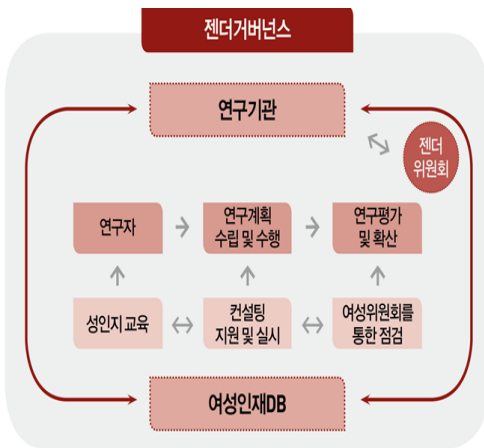 젠더거버넌스
연구기관
젠더
위원회
연구자
연구계획
수립 및 수행
연구평가
및 확산
성인지 교육
컨설팅
지원 및 실시
여성위원회를
통한 점검
여성인재DB